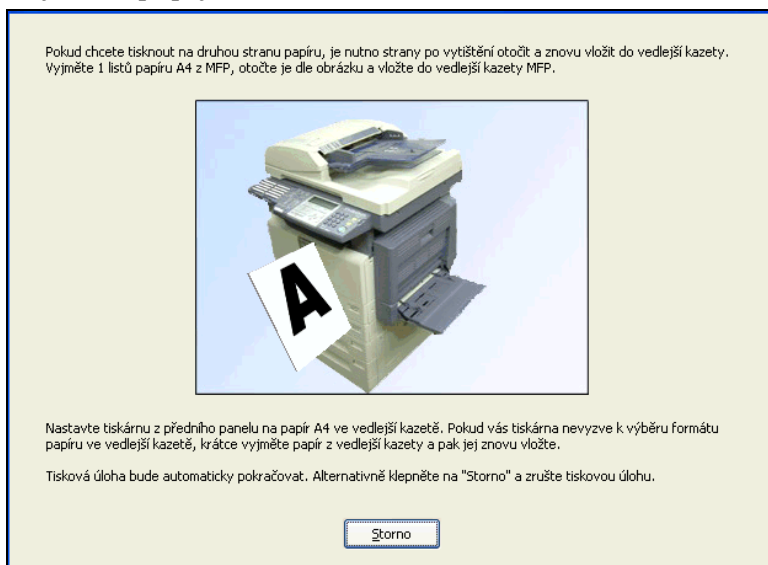 Pokud chcete tisknout na druhou stranu papíru, je nutno strany po vytištění otočit a znovu vložit do vedlejší kazety.
Vyjměte 1 listů papíru A4 z MFP, otočte je dle obrázku a vložte do vedlejší kazety MFP.
A
Nastavte tiskárnu z předního panelu na papír A4 ve vedlejší kazetě. Pokud vás tiskárna nevyzve k výběru formátu
papíru ve vedlejší kazetě, krátce vyjměte papír z vedlejší kazety a pak jej znovu vložte.
Tisková úloha bude automaticky pokračovat. Alternativně klepněte na "Storno" a zrušte tiskovou úlohu.
Storno